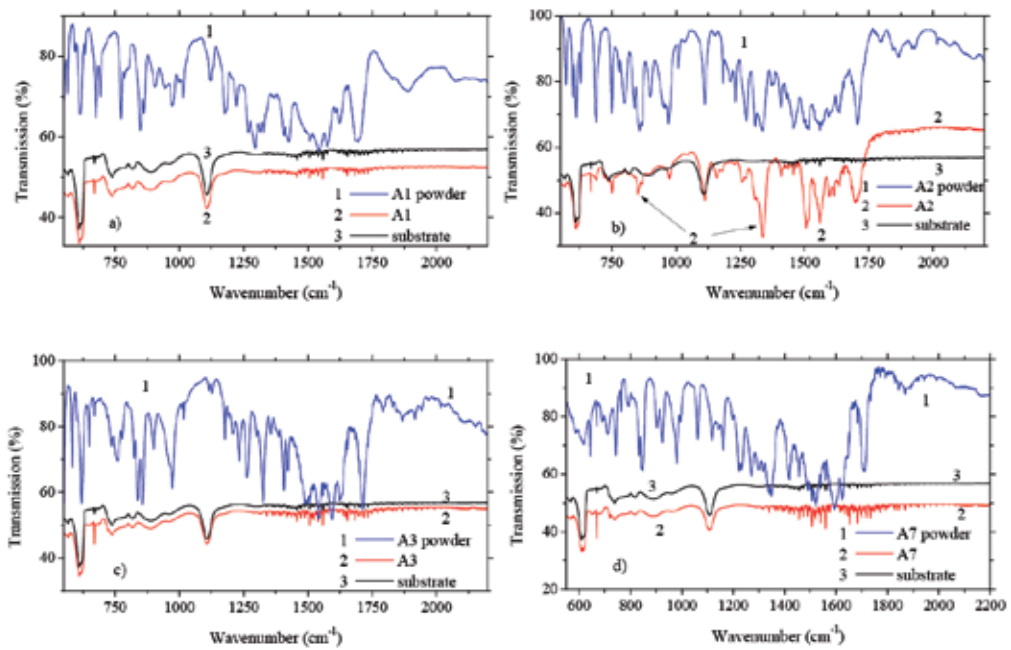 1
3
2
a)
1 A1 powder
2 A1
3 substrate
80
60
40
750 1000 1250 1500 1750 2000
Transmission (%)
Wavenumber (cm-1)
1
2
3
2
2
b)
1 A2 powder
2 A2
3 substrate
100
80
60
40
750 1000 1250 1500 1750 2000
Transmission (%)
Wavenumber (cm-1)
1
1
3
2
c)
1 A3 powder
2 A3
3 substrate
100
80
60
40
750 1000 1250 1500 1750 2000
Transmission (%)
Wavenumber (cm-1)
1
1
3
3
2
2
d)
1 A7 powder
2 A7
3 substrate
100
80
60
40
20
600 800 1000 1200 1400 1600 1800 2000 2200
Transmission (%)
Wavenumber (cm-1)